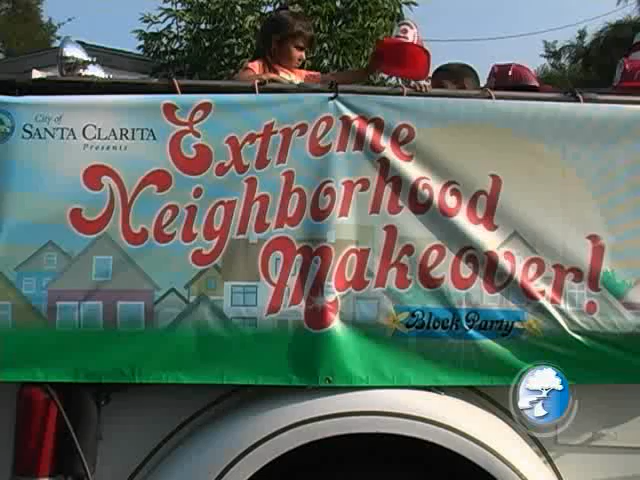 City of
SANTA CLARITA
Presents
Extreme
Neighborhood
Makeover!
Block Party